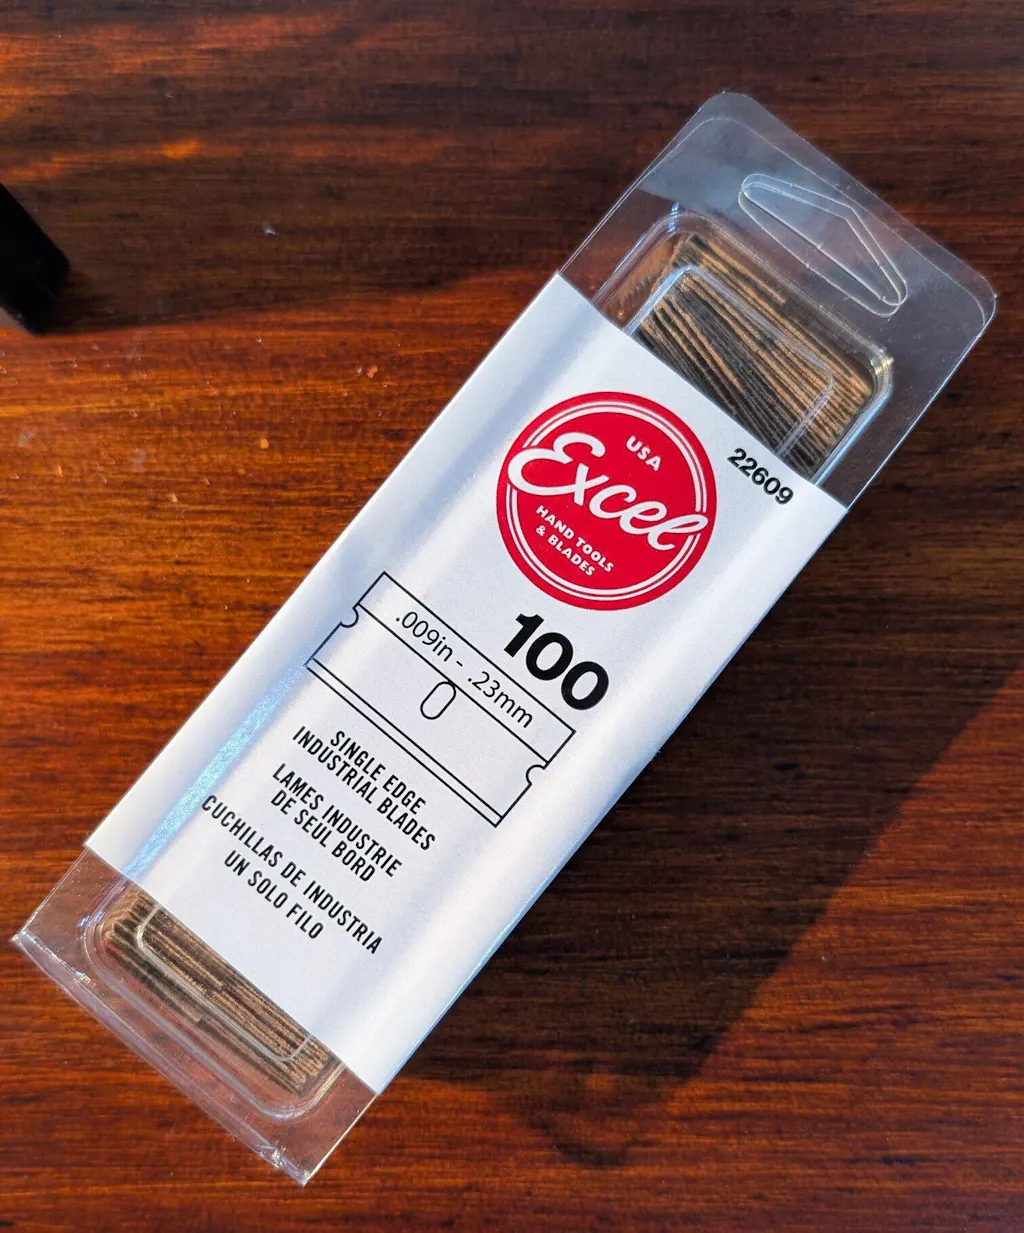 22609
USA
Excel
HAND TOOLS
& BLADES
100
.009in - .23mm
SINGLE EDGE
INDUSTRIAL BLADES
LAMES INDUSTRIE
DE SEUL BORD
CUCHILLAS DE INDUSTRIA
UN SOLO FILO